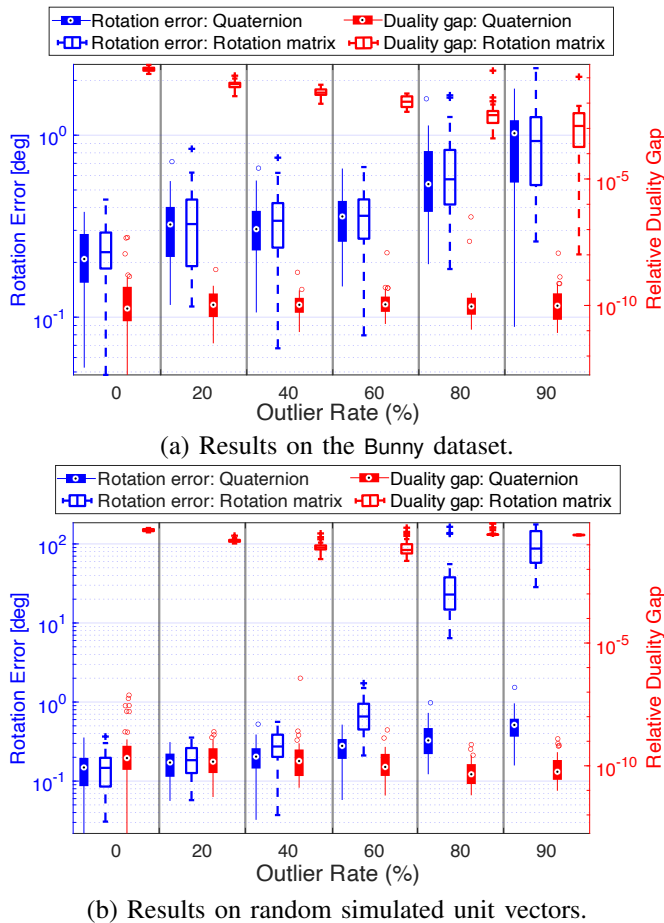 Rotation error: Quaternion
Duality gap: Quaternion
Rotation error: Rotation matrix
Duality gap: Rotation matrix
Rotation Error [deg]
10^0
10^-1
10^-5
10^-10
Relative Duality Gap
0 20 40 60 80 90
Outlier Rate (%)
(a) Results on the Bunny dataset.
Rotation error: Quaternion
Duality gap: Quaternion
Rotation error: Rotation matrix
Duality gap: Rotation matrix
Rotation Error [deg]
10^2
10^1
10^0
10^-1
10^-5
10^-10
Relative Duality Gap
0 20 40 60 80 90
Outlier Rate (%)
(b) Results on random simulated unit vectors.